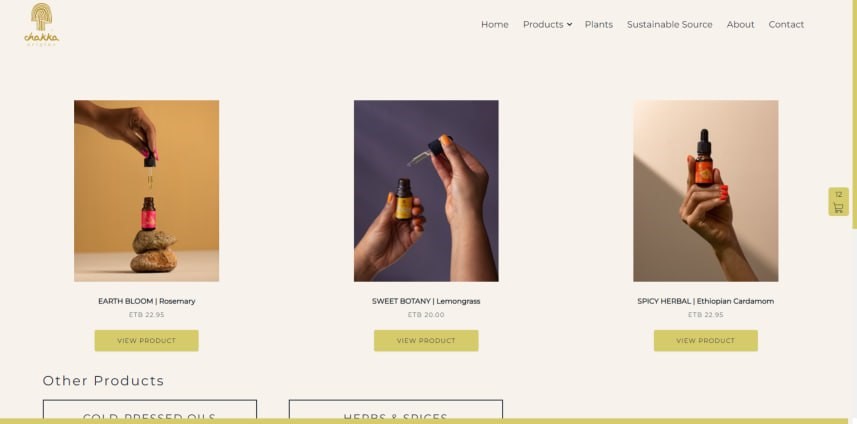 chakka
Home Products Plants Sustainable Source About Contact
12
EARTH BLOOM | Rosemary
ETB 22.95
VIEW PRODUCT
SWEET BOTANY | Lemongrass
ETB 20.00
VIEW PRODUCT
SPICY HERBAL | Ethiopian Cardamom
ETB 22.95
VIEW PRODUCT
Other Products
COLD-PRESSED OILS
HERBS & SPICES